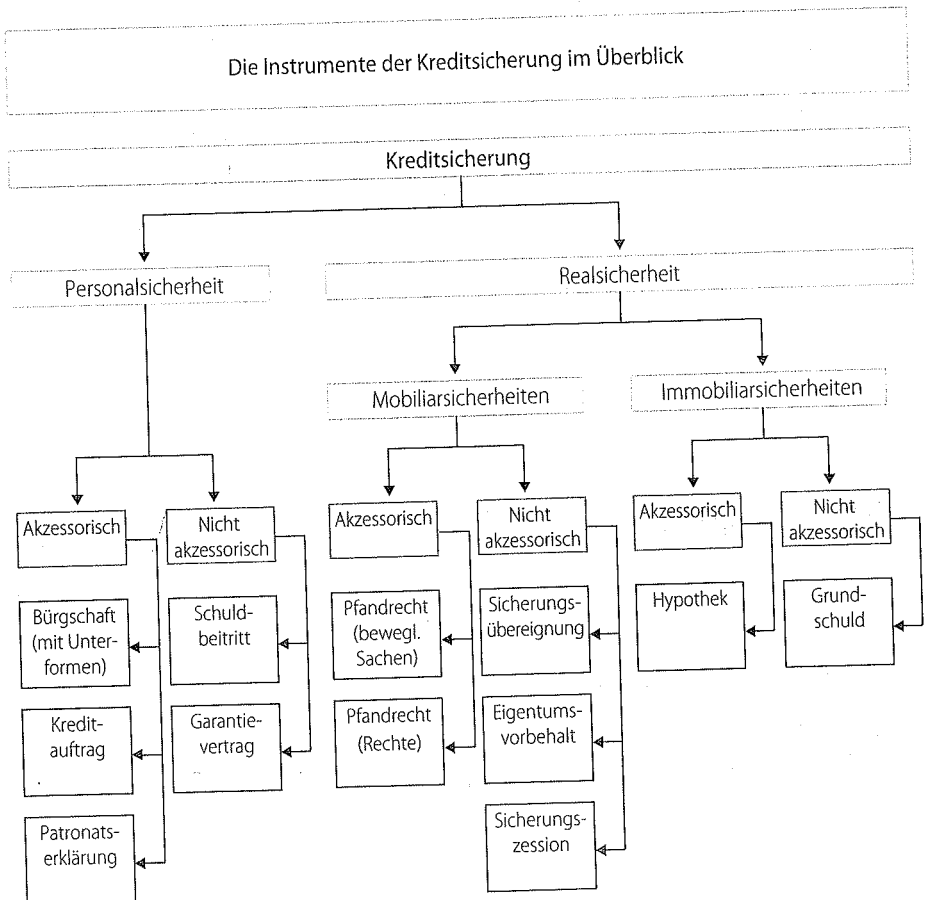 Die Instrumente der Kreditsicherung im Überblick
Kreditsicherung
Personalsicherheit
Realsicherheit
Mobiliarsicherheiten
Immobiliarsicherheiten
Akzessorisch
Nicht
akzessorisch
Akzessorisch
Nicht
akzessorisch
Akzessorisch
Nicht
akzessorisch
Bürgschaft
(mit Unter-
formen)
Schuld-
beitritt
Pfandrecht
(bewegl.
Sachen)
Sicherungs-
übereignung
Hypothek
Grund-
schuld
Kredit-
auftrag
Garantie-
vertrag
Pfandrecht
(Rechte)
Eigentums-
vorbehalt
Patronats-
erklärung
Sicherungs-
zession